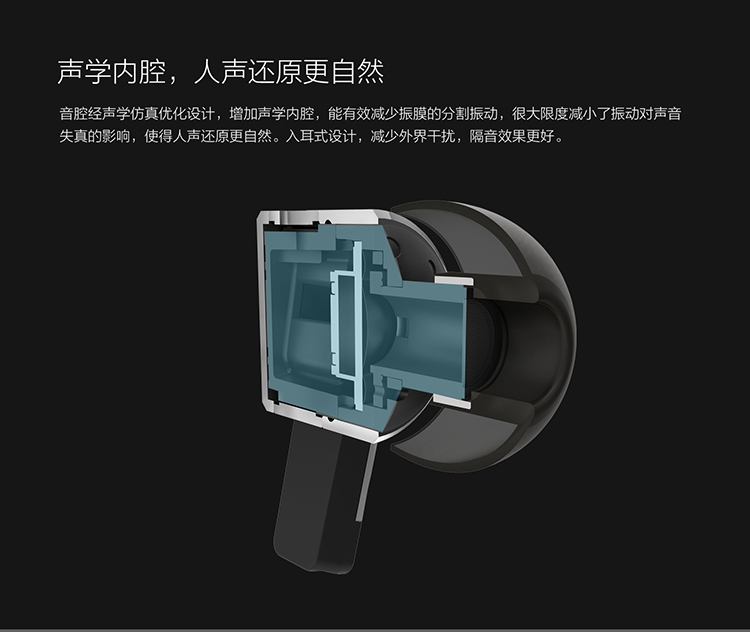 声学内腔，人声还原更自然
音腔经声学仿真优化设计，增加声学内腔，能有效减少振膜的分割振动，很大限度减小了振动对声音
失真的影响，使得人声还原更自然。入耳式设计，减少外界干扰，隔音效果更好。